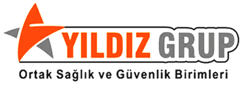 YILDIZ GRUP
Ortak Sağlık ve Güvenlik Birimleri